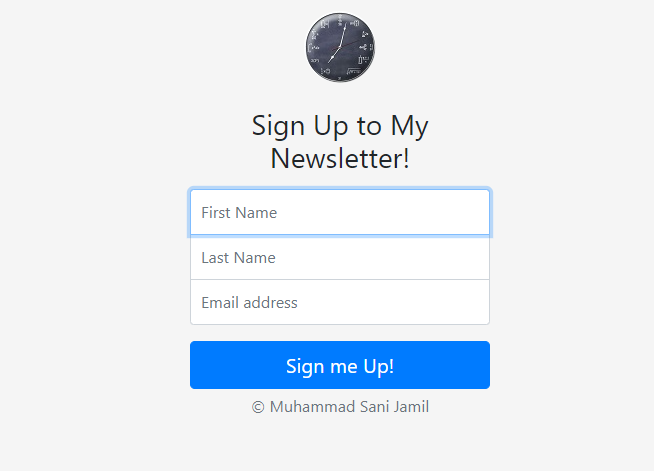 Sign Up to My
Newsletter!
First Name
Last Name
Email address
Sign me Up!
© Muhammad Sani Jamil